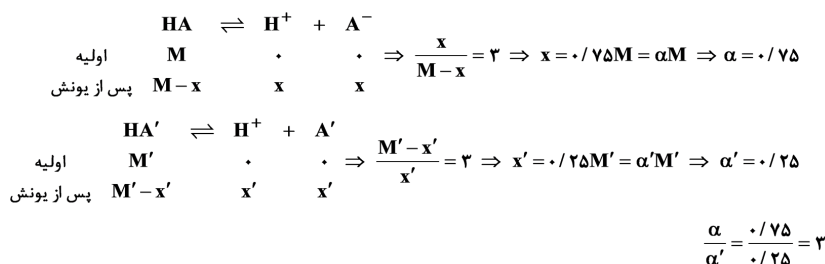 HA ⇌ H⁺ + A⁻
اولیه M ۰ ۰ ⇒ x / (M − x) = ۳ ⇒ x = ۰/۷۵M = αM ⇒ α = ۰/۷۵
پس از یونش M − x x x
HA′ ⇌ H⁺ + A′
اولیه M′ ۰ ۰ ⇒ (M′ − x′) / x′ = ۳ ⇒ x′ = ۰/۲۵M′ = α′M′ ⇒ α′ = ۰/۲۵
پس از یونش M′ − x′ x′ x′
α / α′ = ۰/۷۵ / ۰/۲۵ = ۳